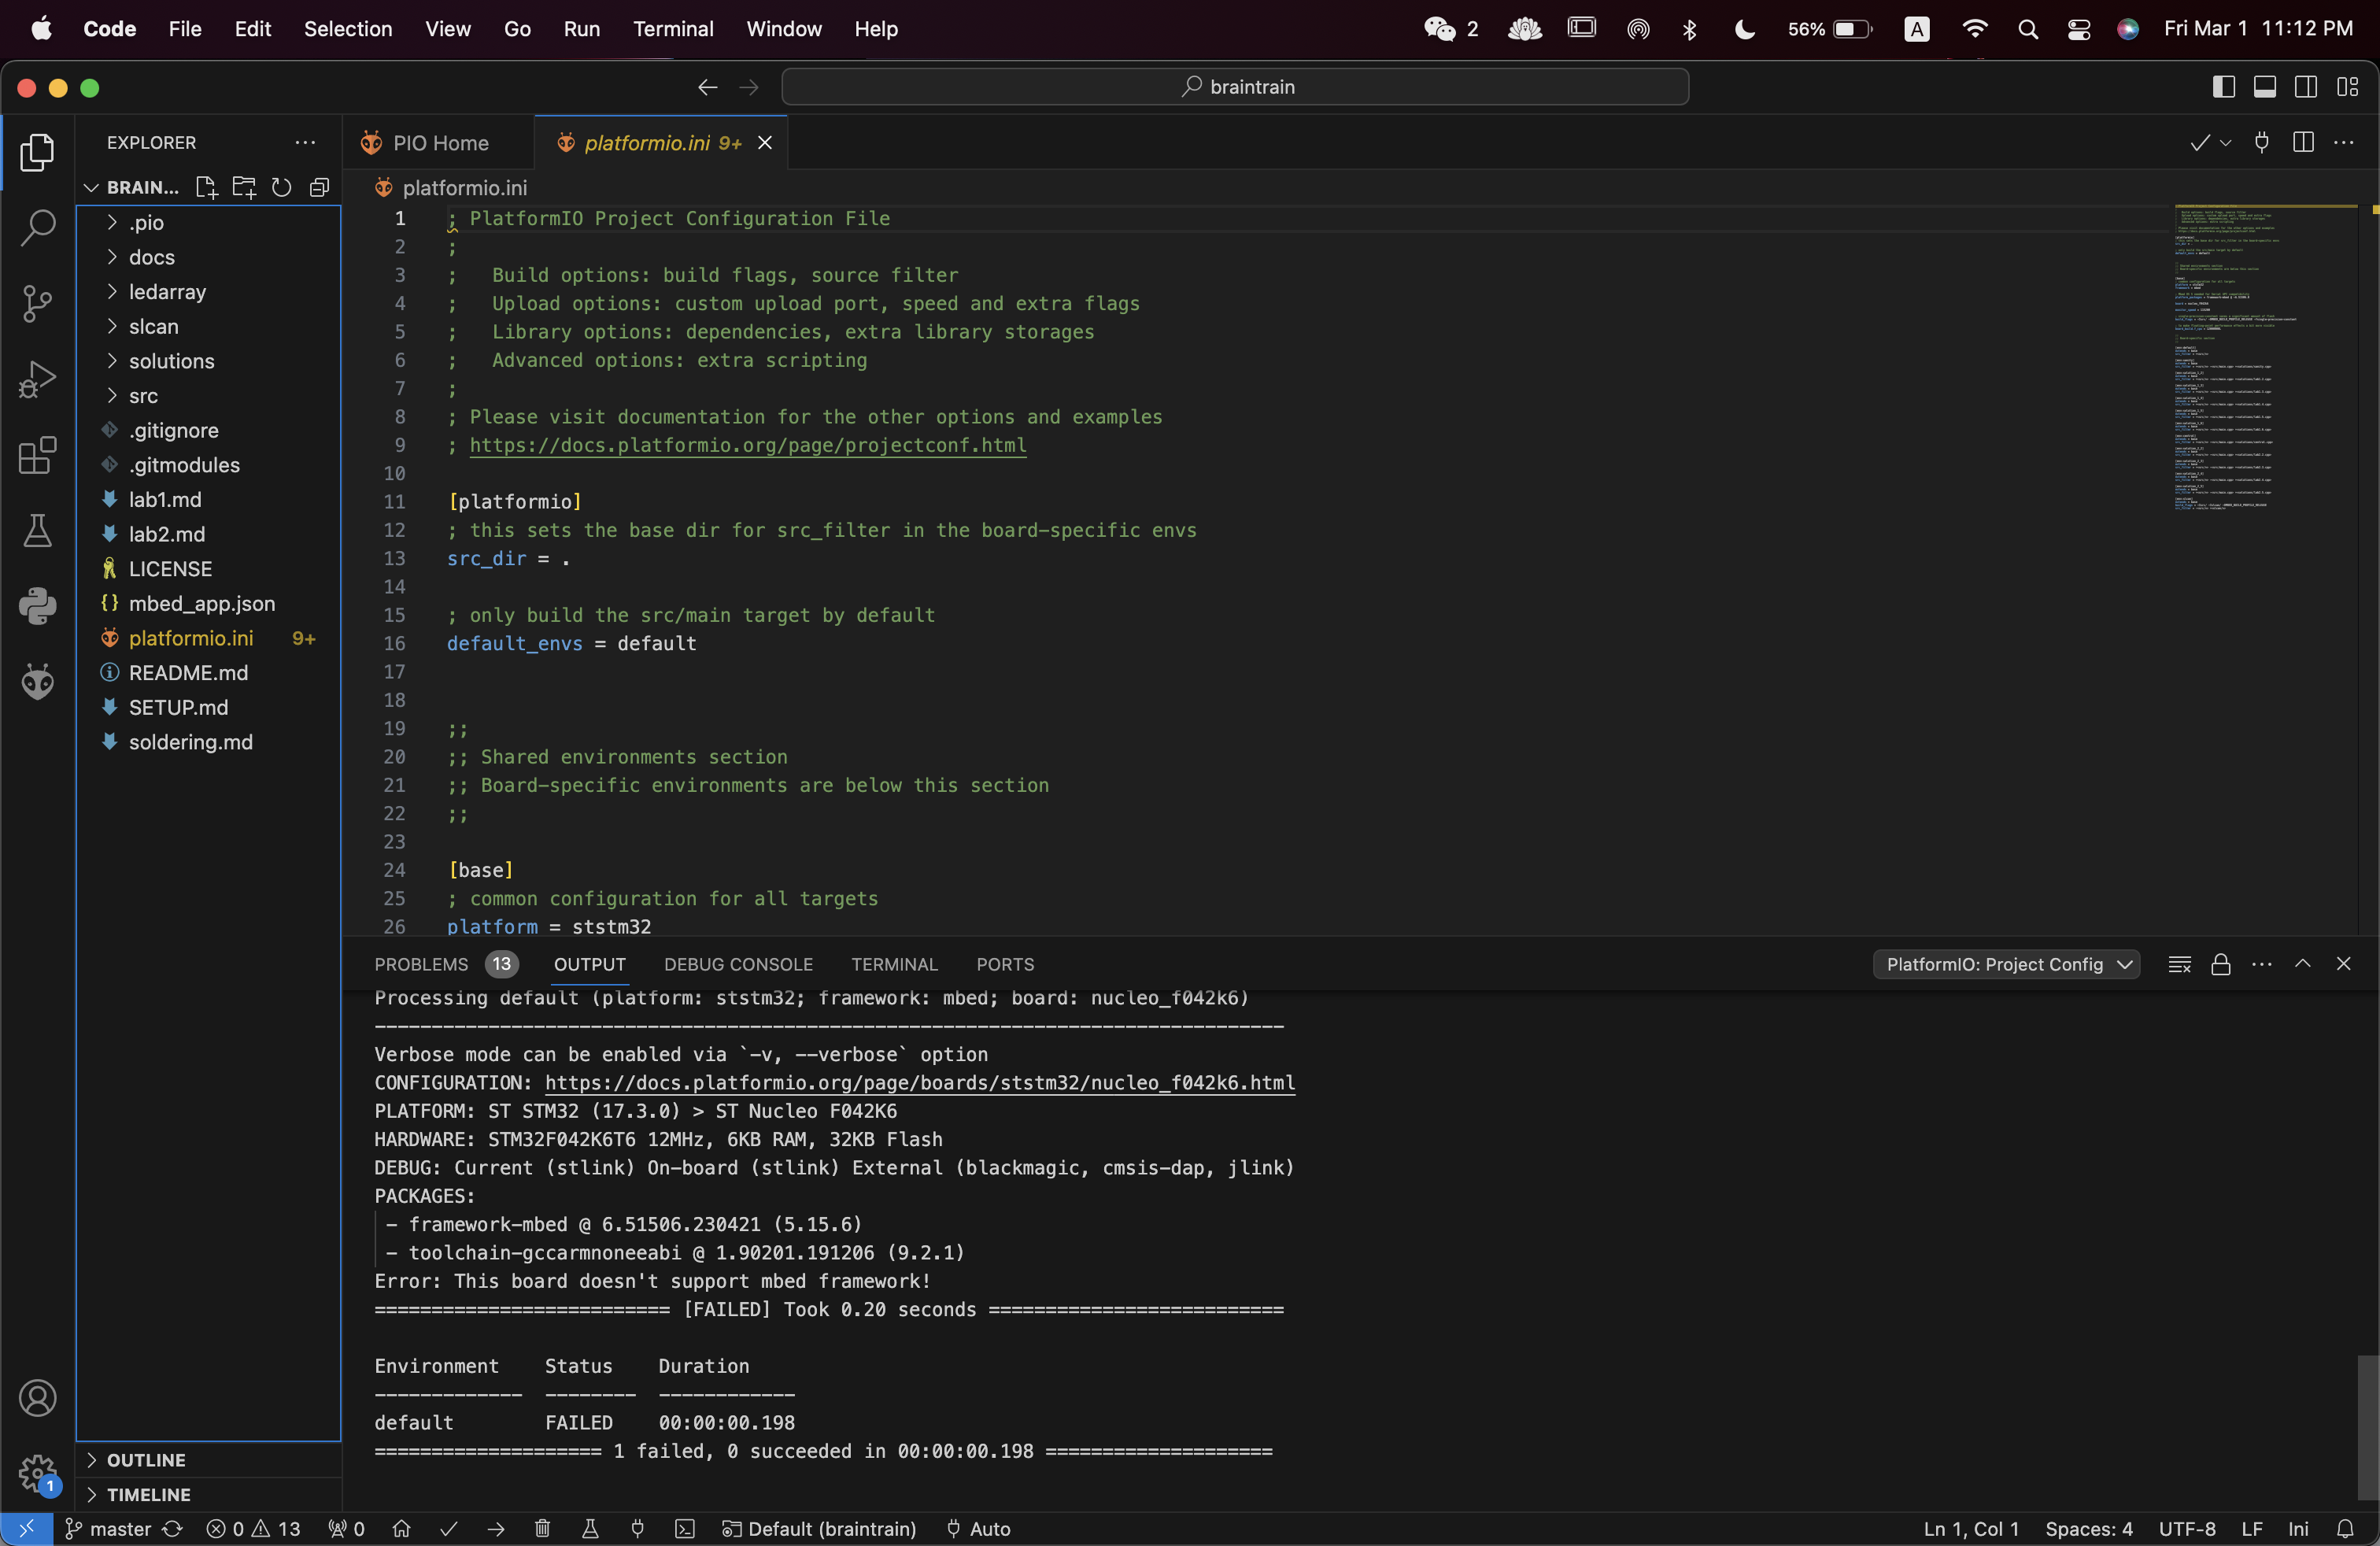 Code File Edit Selection View Go Run Terminal Window Help 2 56% A Fri Mar 1 11:12 PM
braintrain
EXPLORER
PIO Home
platformio.ini 9+
BRAIN...
platformio.ini
.pio
docs
ledarray
slcan
solutions
src
.gitignore
.gitmodules
lab1.md
lab2.md
LICENSE
mbed_app.json
platformio.ini 9+
README.md
SETUP.md
soldering.md
OUTLINE
TIMELINE
1 ; PlatformIO Project Configuration File
2 ;
3 ;   Build options: build flags, source filter
4 ;   Upload options: custom upload port, speed and extra flags
5 ;   Library options: dependencies, extra library storages
6 ;   Advanced options: extra scripting
7 ;
8 ; Please visit documentation for the other options and examples
9 ; https://docs.platformio.org/page/projectconf.html
10
11 [platformio]
12 ; this sets the base dir for src_filter in the board-specific envs
13 src_dir = .
14
15 ; only build the src/main target by default
16 default_envs = default
17
18
19 ;;
20 ;; Shared environments section
21 ;; Board-specific environments are below this section
22 ;;
23
24 [base]
25 ; common configuration for all targets
26 platform = ststm32
PROBLEMS 13 OUTPUT DEBUG CONSOLE TERMINAL PORTS PlatformIO: Project Config
Processing default (platform: ststm32; framework: mbed; board: nucleo_f042k6)
--------------------------------------------------------------------------------
Verbose mode can be enabled via `-v, --verbose` option
CONFIGURATION: https://docs.platformio.org/page/boards/ststm32/nucleo_f042k6.html
PLATFORM: ST STM32 (17.3.0) > ST Nucleo F042K6
HARDWARE: STM32F042K6T6 12MHz, 6KB RAM, 32KB Flash
DEBUG: Current (stlink) On-board (stlink) External (blackmagic, cmsis-dap, jlink)
PACKAGES:
- framework-mbed @ 6.51506.230421 (5.15.6)
- toolchain-gccarmnoneeabi @ 1.90201.191206 (9.2.1)
Error: This board doesn't support mbed framework!
========================== [FAILED] Took 0.20 seconds ==========================
Environment    Status    Duration
-------------  --------  ------------
default        FAILED    00:00:00.198
==================== 1 failed, 0 succeeded in 00:00:00.198 ====================
1
master 0 13 0 Default (braintrain) Auto Ln 1, Col 1 Spaces: 4 UTF-8 LF Ini